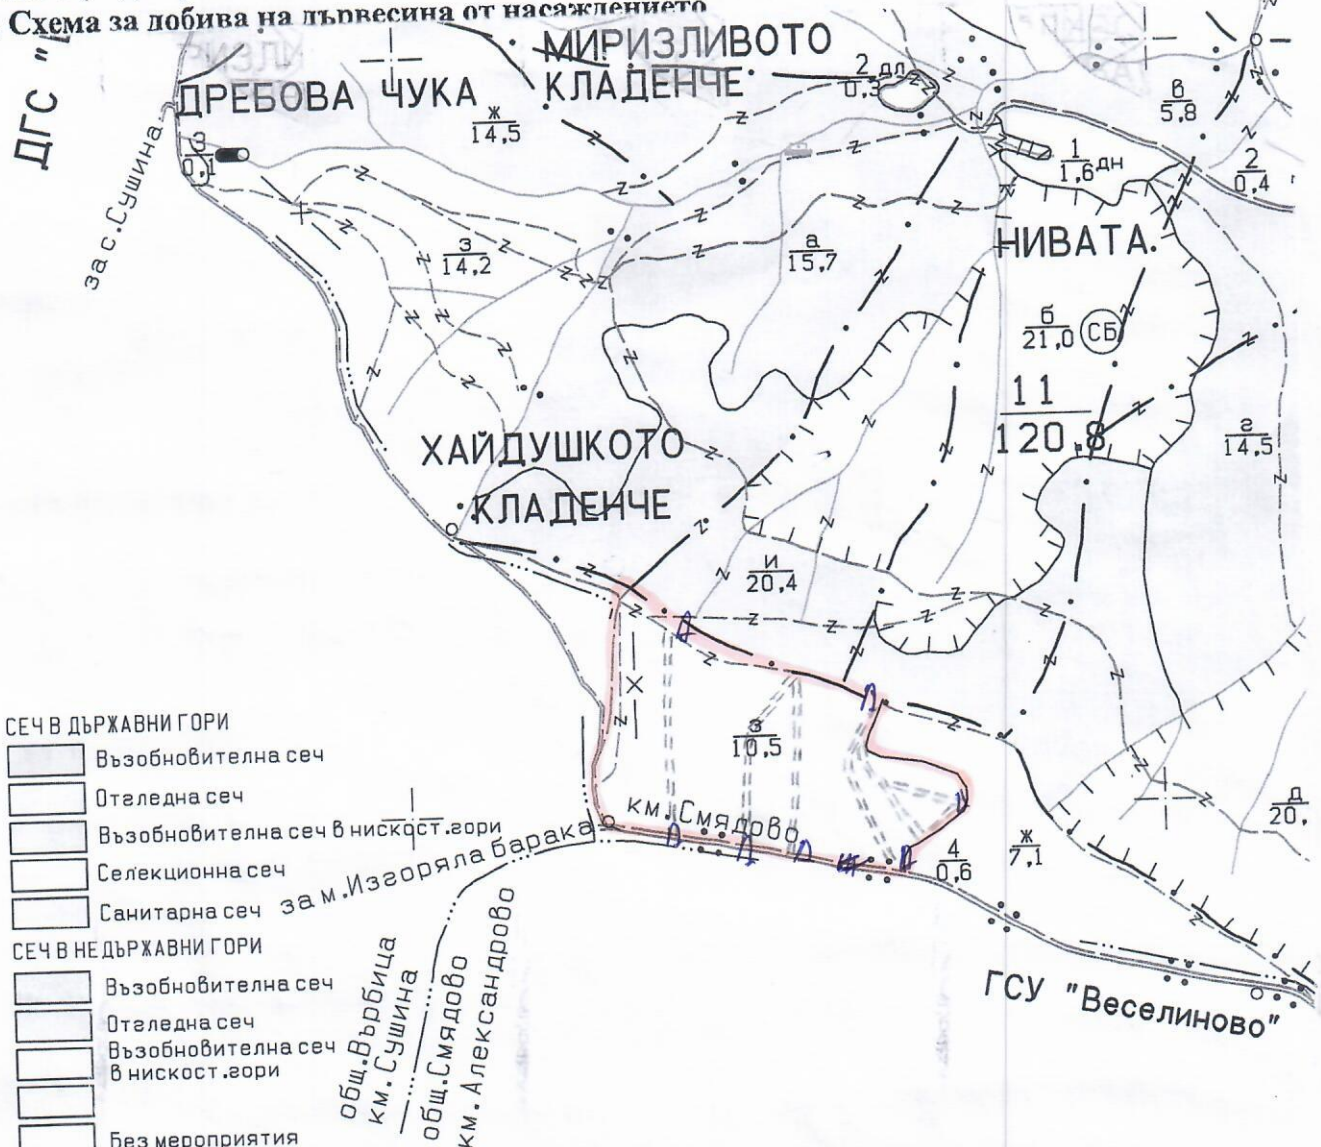 Схема за добива на дървесина от насаждението
ДГС "
МИРИЗЛИВОТО
КЛАДЕНЧЕ
ДРЕБОВА ЧУКА
ж
14,5
2 дл
0,3
в
5,8
3
0,1
1
1,6 дн
2
0,4
за с.Сушина
з
14,2
а
15,7
НИВАТА.
б
21,0 СБ
11
120,8
г
14,5
ХАЙДУШКОТО
КЛАДЕНЧЕ
и
20,4
з
10,5
км. Смядово
д
20,
ж
7,1
4
0,6
за м.Изгоряла барака
ГСУ "Веселиново"
СЕЧ В ДЪРЖАВНИ ГОРИ
Възобновителна сеч
Отгледна сеч
Възобновителна сеч в нискост.гори
Селекционна сеч
Санитарна сеч
СЕЧ В НЕДЪРЖАВНИ ГОРИ
Възобновителна сеч
Отгледна сеч
Възобновителна сеч
в нискост.гори
Без мероприятия
общ.Върбица
км. Сушина
общ.Смядово
км. Александрово